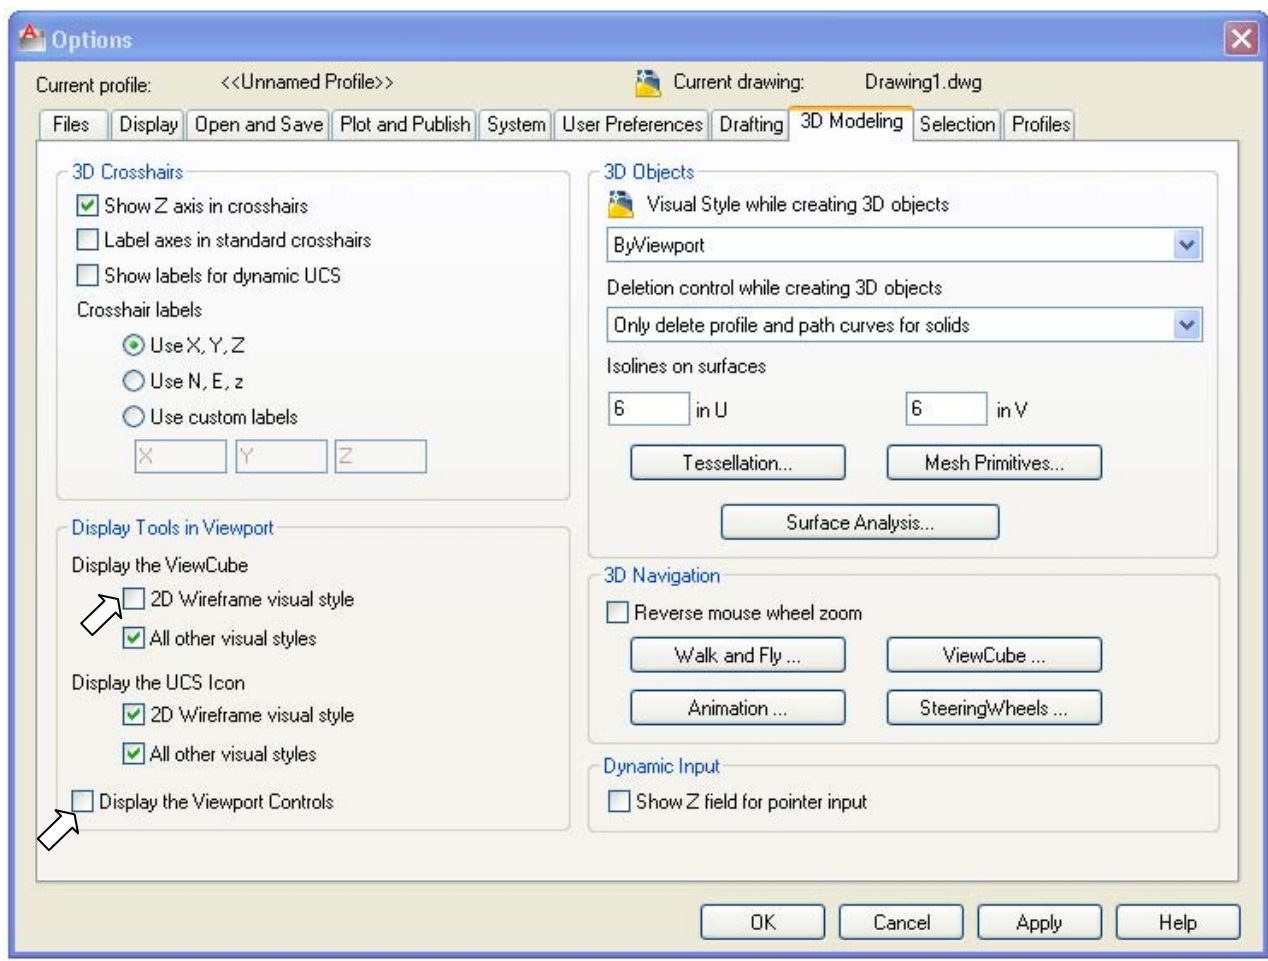 Options
Current profile: <<Unnamed Profile>> Current drawing: Drawing1.dwg
Files Display Open and Save Plot and Publish System User Preferences Drafting 3D Modeling Selection Profiles
3D Crosshairs
Show Z axis in crosshairs
Label axes in standard crosshairs
Show labels for dynamic UCS
Crosshair labels
Use X, Y, Z
Use N, E, z
Use custom labels
X Y Z
Display Tools in Viewport
Display the ViewCube
2D Wireframe visual style
All other visual styles
Display the UCS Icon
2D Wireframe visual style
All other visual styles
Display the Viewport Controls
3D Objects
Visual Style while creating 3D objects
ByViewport
Deletion control while creating 3D objects
Only delete profile and path curves for solids
Isolines on surfaces
6 in U 6 in V
Tessellation... Mesh Primitives...
Surface Analysis...
3D Navigation
Reverse mouse wheel zoom
Walk and Fly ... ViewCube ...
Animation ... SteeringWheels ...
Dynamic Input
Show Z field for pointer input
OK Cancel Apply Help